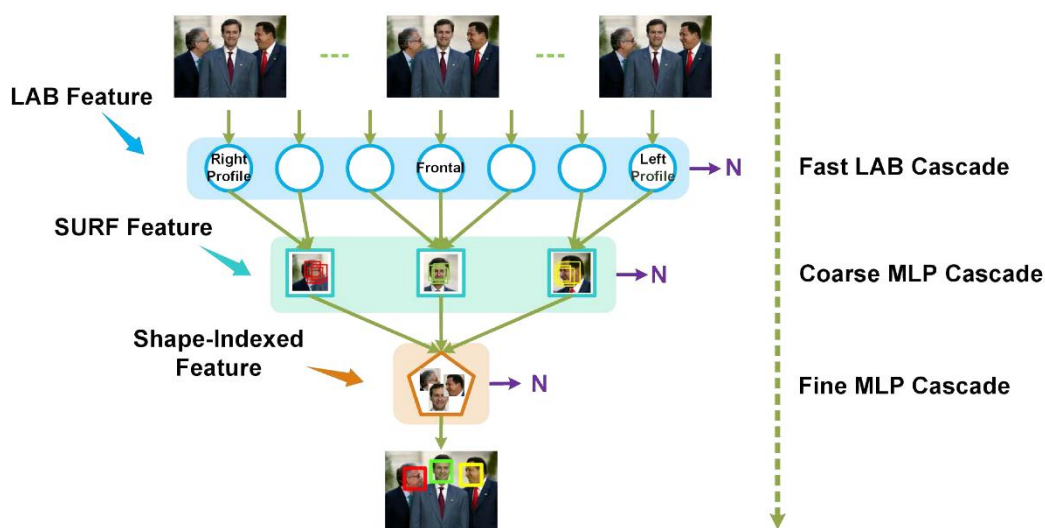 LAB Feature
Right
Profile
Frontal
Left
Profile
N
Fast LAB Cascade
SURF Feature
N
Coarse MLP Cascade
Shape-Indexed
Feature
N
Fine MLP Cascade